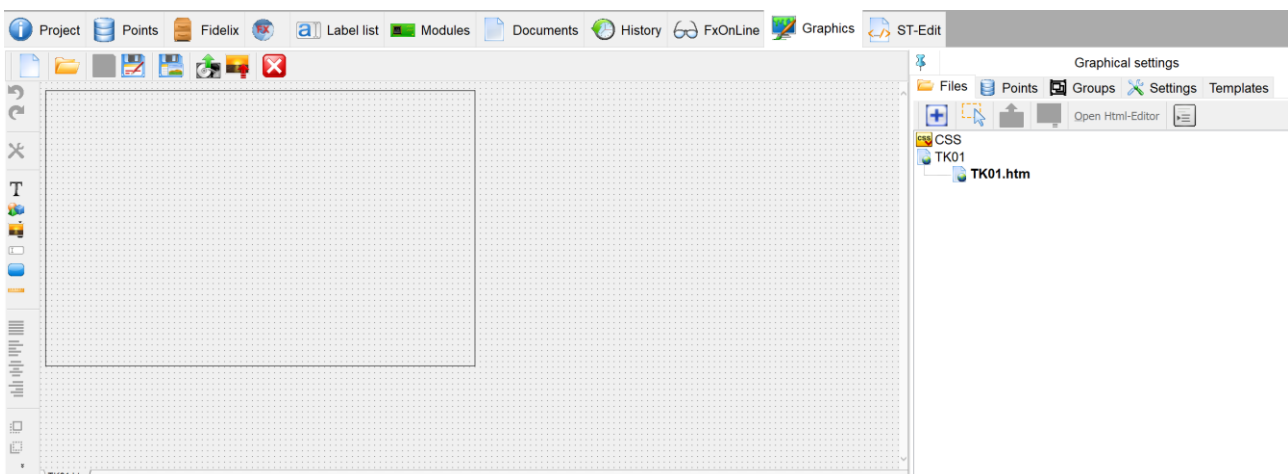 Project Points Fidelix FX Label list Modules Documents History FxOnLine Graphics ST-Edit
Graphical settings
Files Points Groups Settings Templates
Open Html-Editor
CSS
TK01
TK01.htm
T